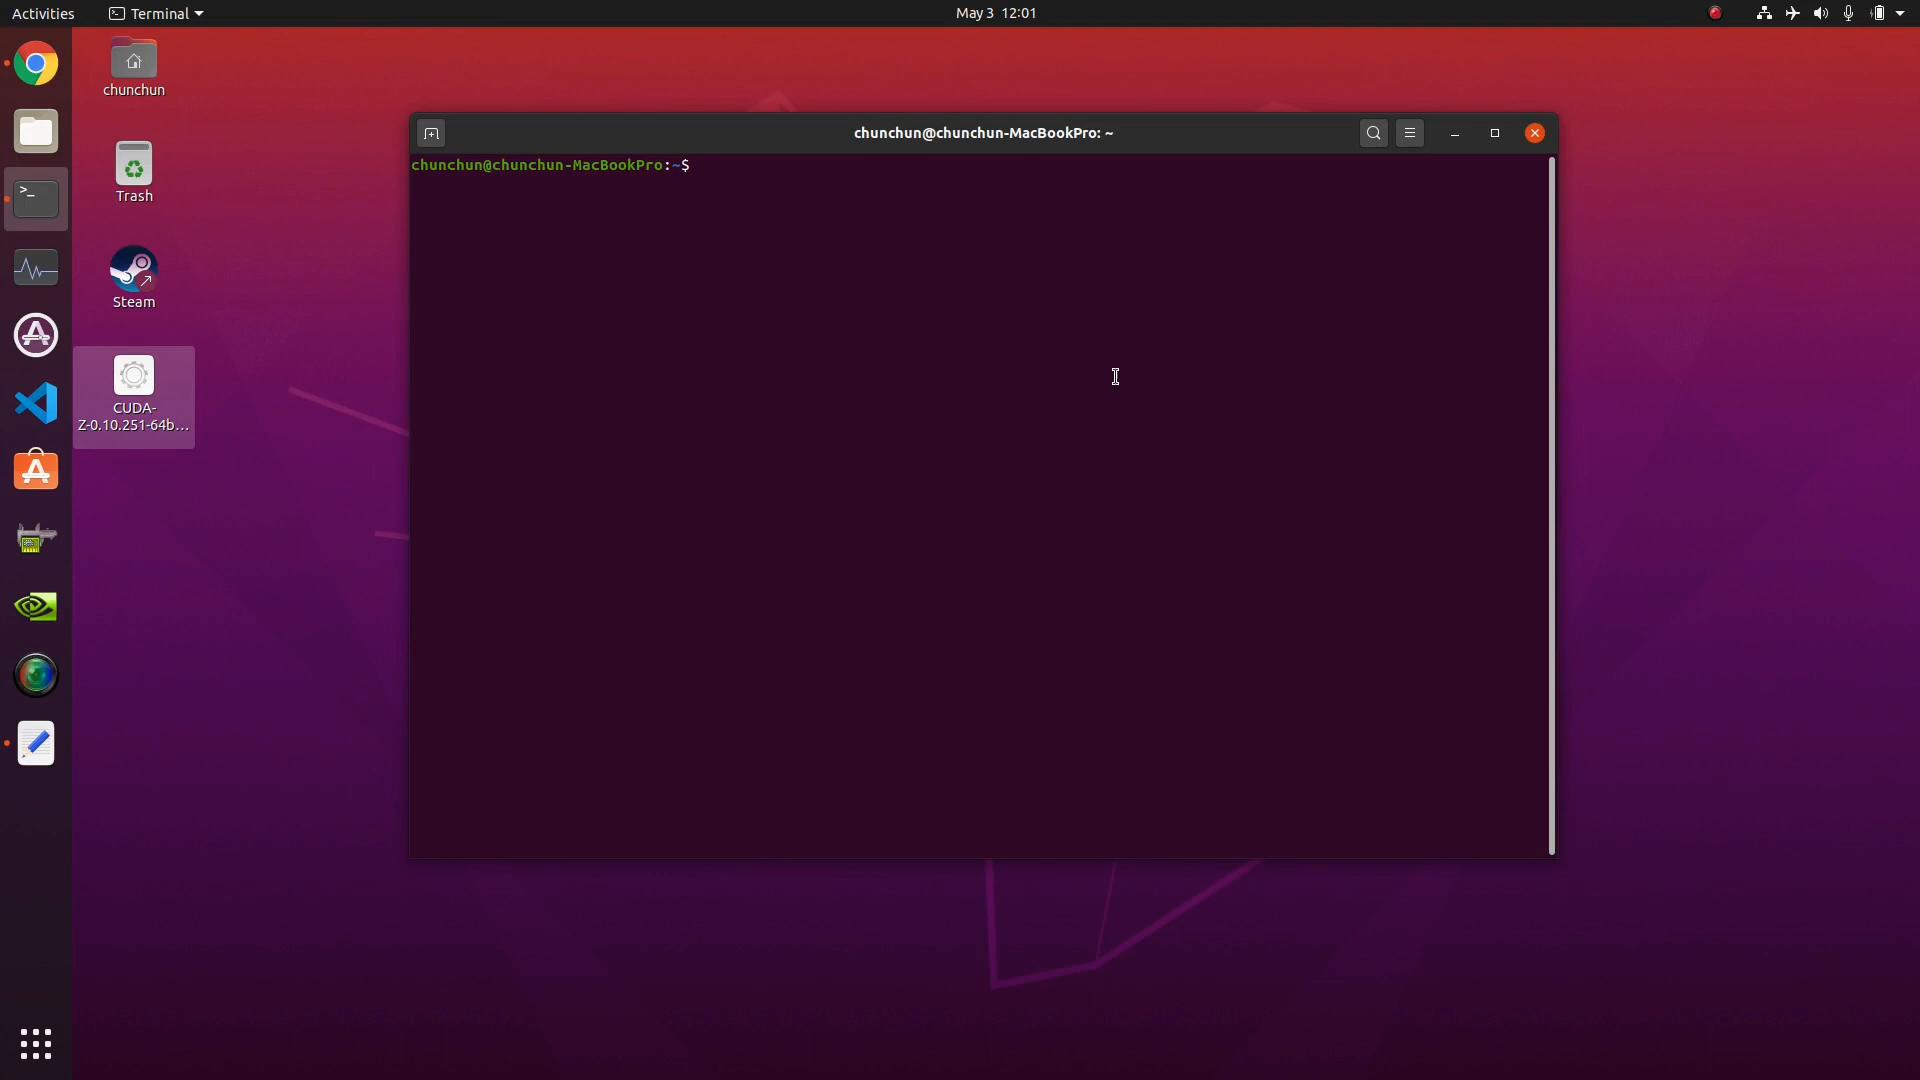 Activities
Terminal
May 3 12:01
chunchun
Trash
Steam
CUDA-
Z-0.10.251-64b...
chunchun@chunchun-MacBookPro: ~
chunchun@chunchun-MacBookPro:~$